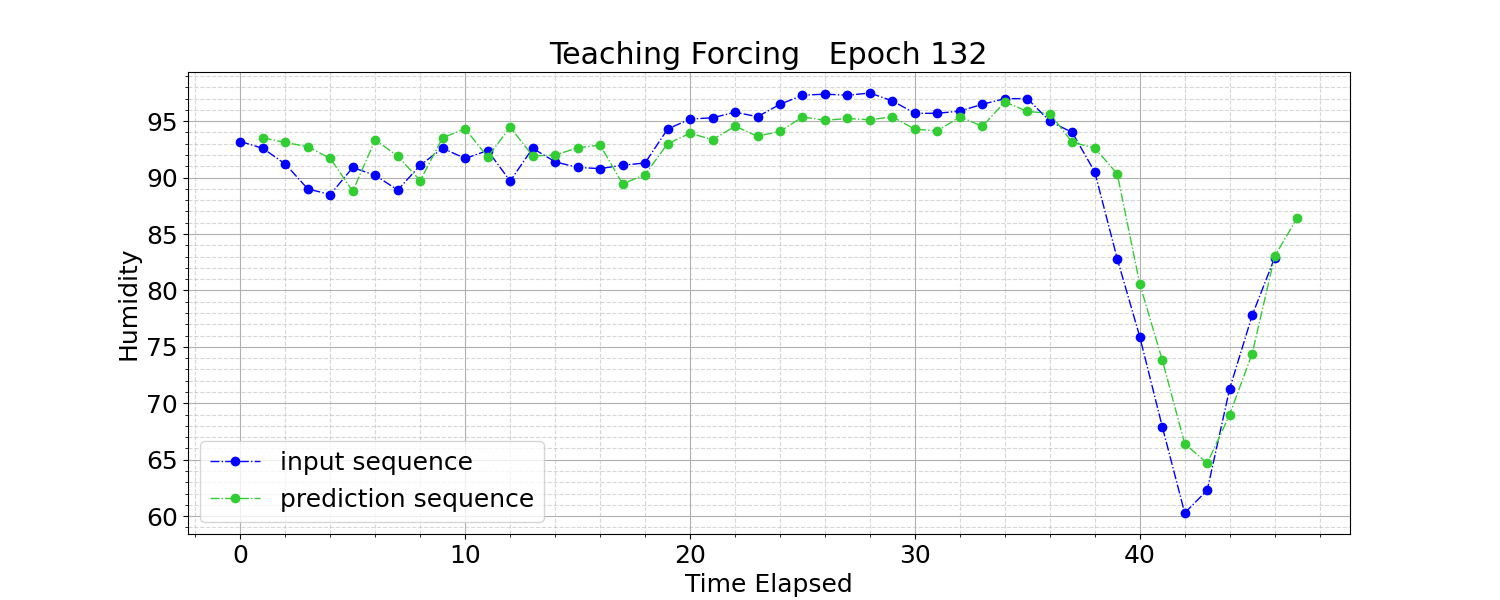 Teaching Forcing   Epoch 132
Humidity
95
90
85
80
75
70
65
60
input sequence
prediction sequence
0 10 20 30 40
Time Elapsed